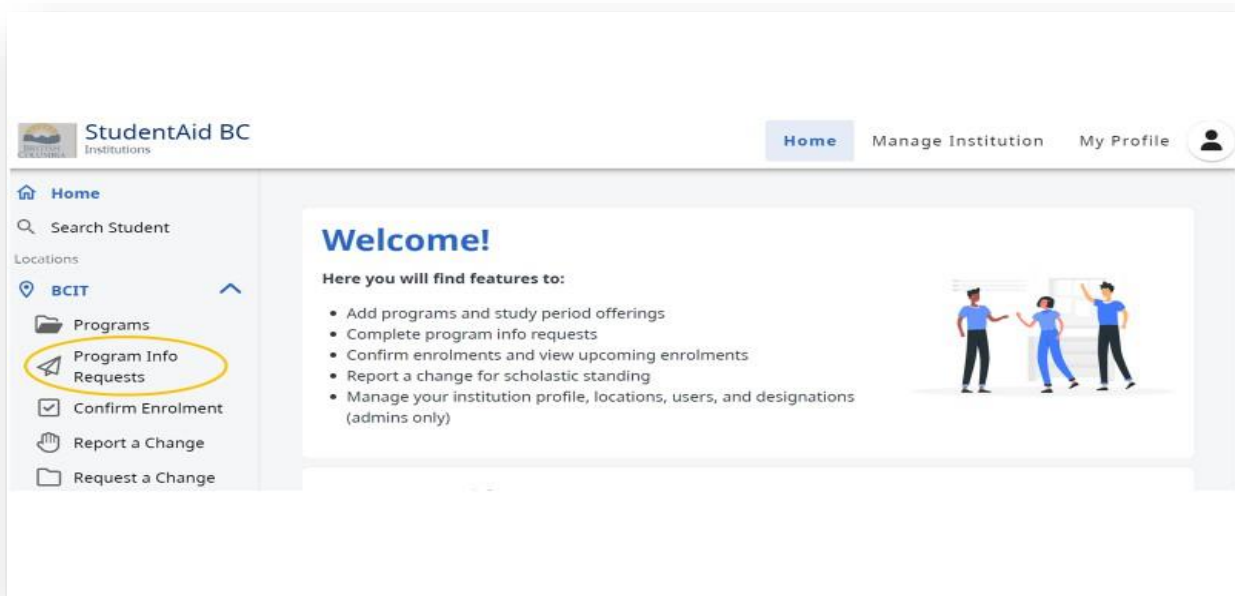 StudentAid BC
Institutions
BRITISH
COLUMBIA
Home
Manage Institution
My Profile
Home
Search Student
Locations
BCIT
Programs
Program Info
Requests
Confirm Enrolment
Report a Change
Request a Change
Welcome!
Here you will find features to:
• Add programs and study period offerings
• Complete program info requests
• Confirm enrolments and view upcoming enrolments
• Report a change for scholastic standing
• Manage your institution profile, locations, users, and designations
(admins only)